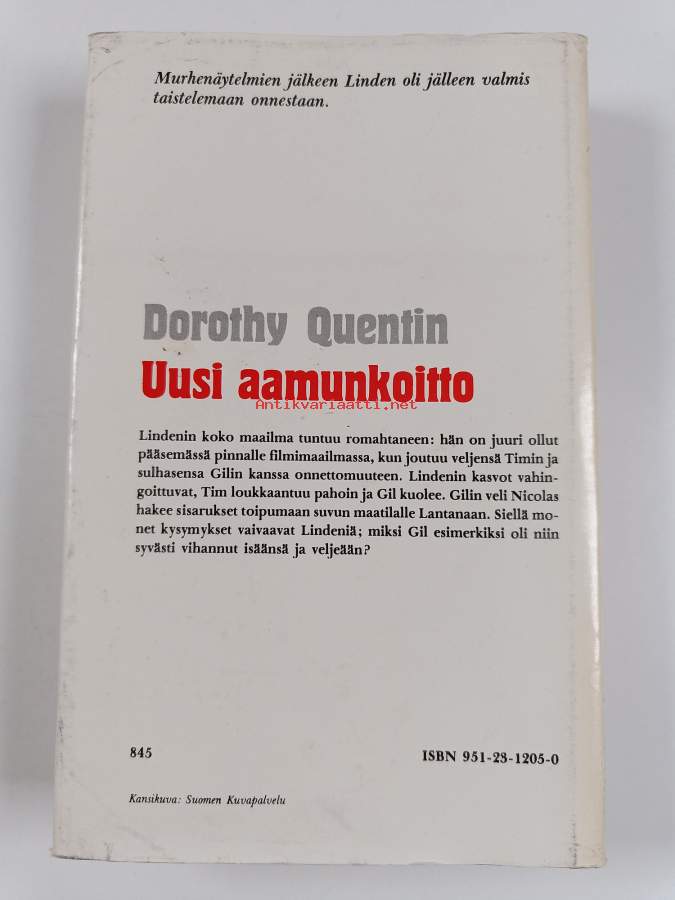 Murhenäytelmien jälkeen Linden oli jälleen valmis
taistelemaan onnestaan.
Dorothy Quentin
Uusi aamunkoitto
Antikvariaatti.net
Lindenin koko maailma tuntuu romahtaneen: hän on juuri ollut
pääsemässä pinnalle filmimaailmassa, kun joutuu veljensä Timin ja
sulhasensa Gilin kanssa onnettomuuteen. Lindenin kasvot vahin-
goittuvat, Tim loukkaantuu pahoin ja Gil kuolee. Gilin veli Nicolas
hakee sisarukset toipumaan suvun maatilalle Lantanaan. Siellä mo-
net kysymykset vaivaavat Lindeniä; miksi Gil esimerkiksi oli niin
syvästi vihannut isäänsä ja veljeään?
845
ISBN 951-23-1205-0
Kansikuva: Suomen Kuvapalvelu